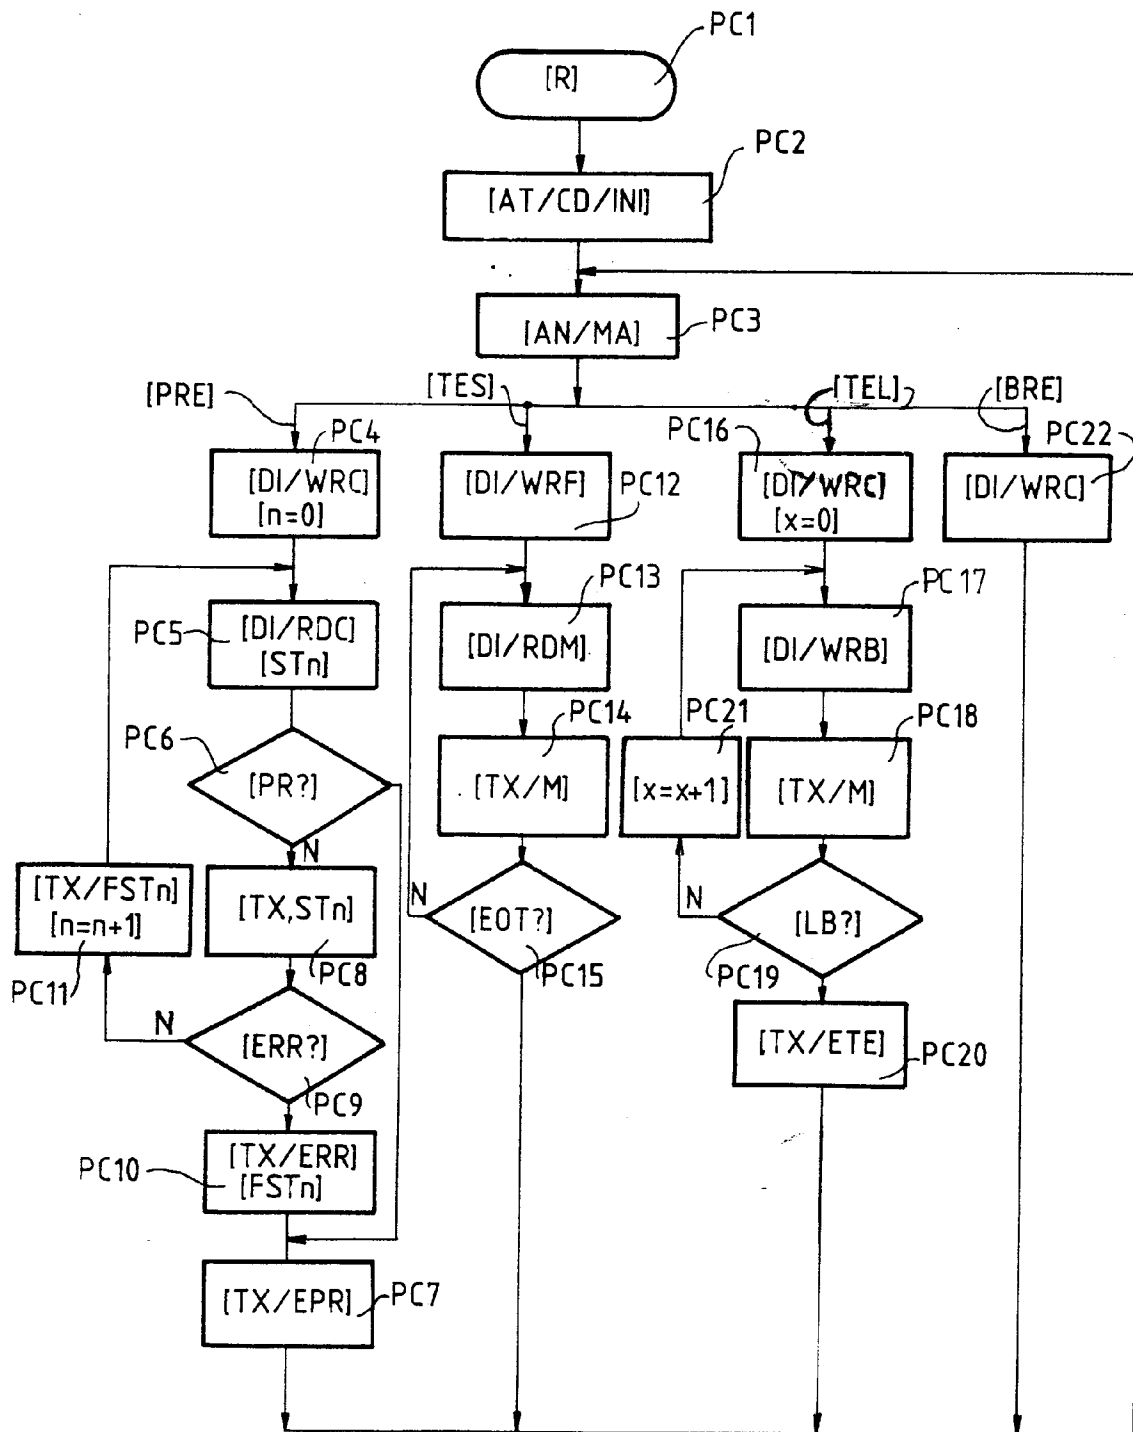 PC1
[R]
PC2
[AT/CD/INI]
PC3
[AN/MA]
[PRE]
[TES]
[TEL]
[BRE]
PC4
PC16
PC22
[DI/WRC]
[n=0]
[DI/WRF]
PC12
[DI/WRC]
[x=0]
[DI/WRC]
PC13
PC17
PC5
[DI/RDC]
[STn]
[DI/RDM]
[DI/WRB]
PC14
PC21
PC18
PC6
[PR?]
[TX/M]
[x=x+1]
[TX/M]
N
[TX/FSTn]
[n=n+1]
[TX,STn]
N
[EOT?]
N
[LB?]
PC11
PC8
PC15
PC19
N
[ERR?]
[TX/ETE]
PC20
PC9
PC10
[TX/ERR]
[FSTn]
[TX/EPR]
PC7